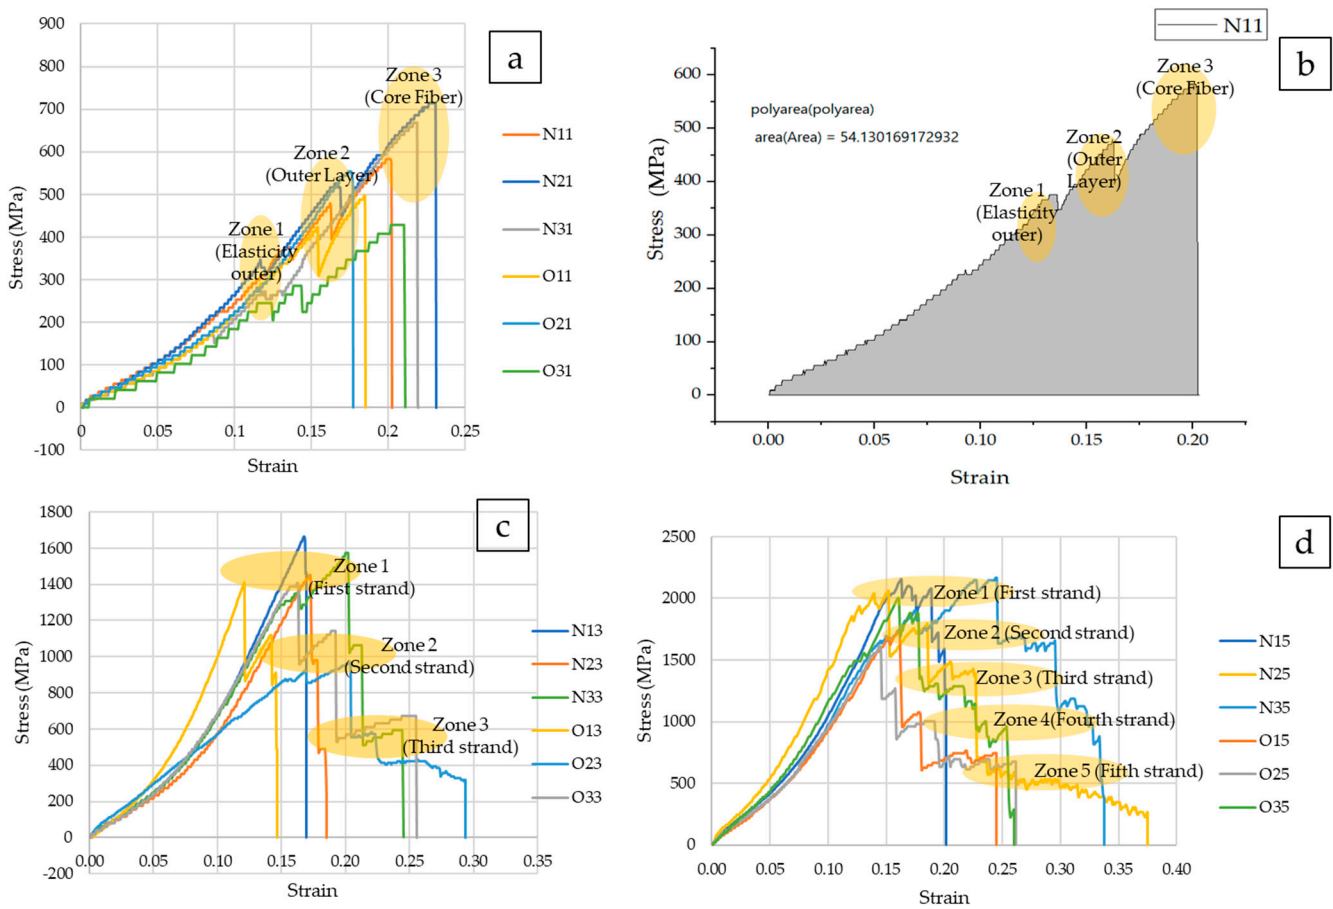 a
900
800
700
600
500
400
300
200
100
0
-100
0
0.05
0.1
0.15
0.2
0.25
Stress (MPa)
Strain
Zone 1
(Elasticity
outer)
Zone 2
(Outer Layer)
Zone 3
(Core Fiber)
N11
N21
N31
O11
O21
O31
b
N11
600
500
400
300
200
100
0
0.00
0.05
0.10
0.15
0.20
Stress (MPa)
Strain
polyarea(polyarea)
area(Area) = 54.130169172932
Zone 1
(Elasticity
outer)
Zone 2
(Outer
Layer)
Zone 3
(Core Fiber)
c
1800
1600
1400
1200
1000
800
600
400
200
0
-200
0.00
0.05
0.10
0.15
0.20
0.25
0.30
0.35
Stress (MPa)
Strain
Zone 1
(First strand)
Zone 2
(Second strand)
Zone 3
(Third strand)
N13
N23
N33
O13
O23
O33
d
2500
2000
1500
1000
500
0
0.00
0.05
0.10
0.15
0.20
0.25
0.30
0.35
0.40
Stress (MPa)
Strain
Zone 1 (First strand)
Zone 2 (Second strand)
Zone 3 (Third strand)
Zone 4(Fourth strand)
Zone 5 (Fifth strand)
N15
N25
N35
O15
O25
O35